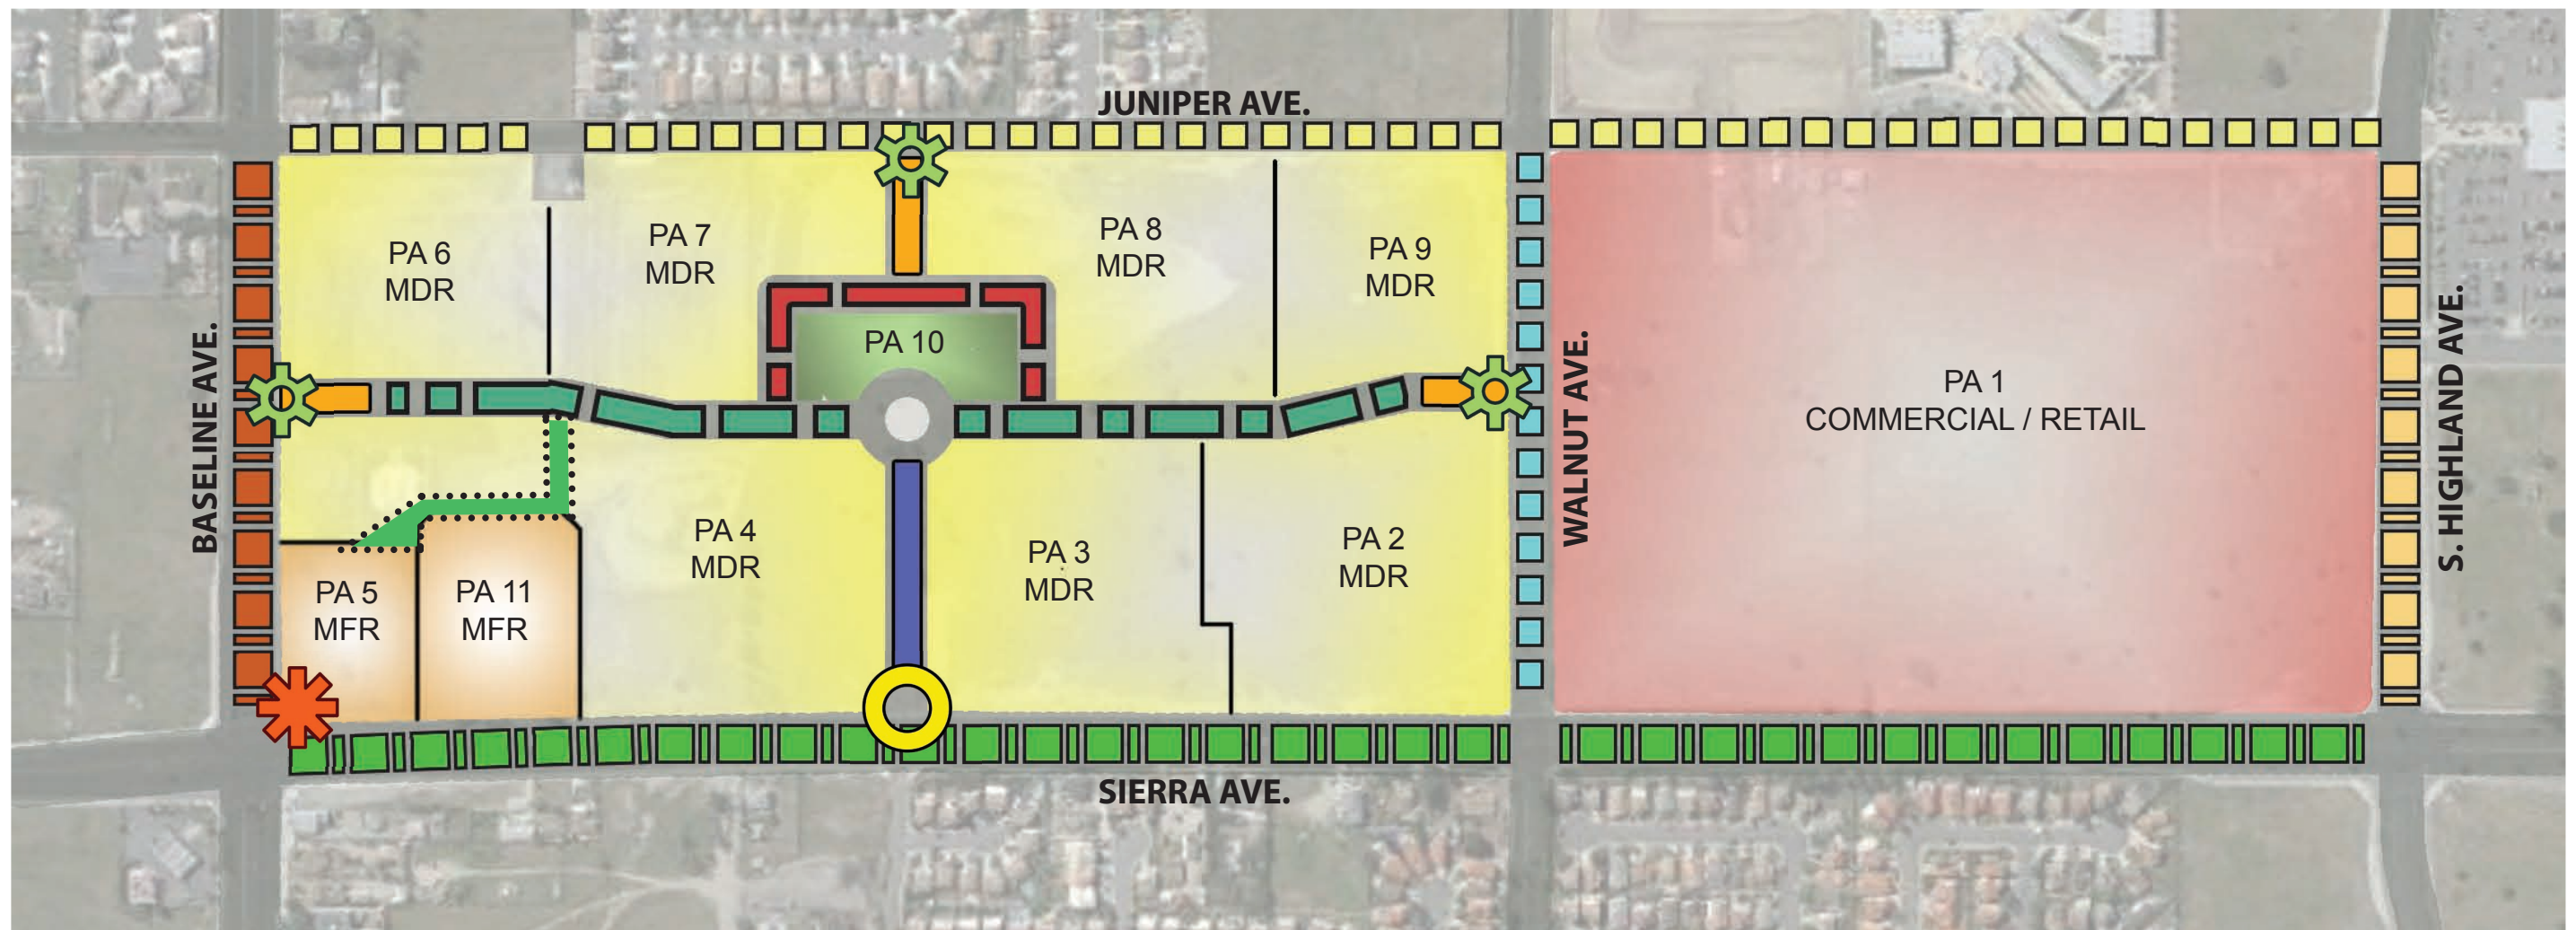 JUNIPER AVE.
PA 6
MDR
PA 7
MDR
PA 8
MDR
PA 9
MDR
PA 10
BASELINE AVE.
WALNUT AVE.
PA 1
COMMERCIAL / RETAIL
S. HIGHLAND AVE.
PA 5
MFR
PA 11
MFR
PA 4
MDR
PA 3
MDR
PA 2
MDR
SIERRA AVE.